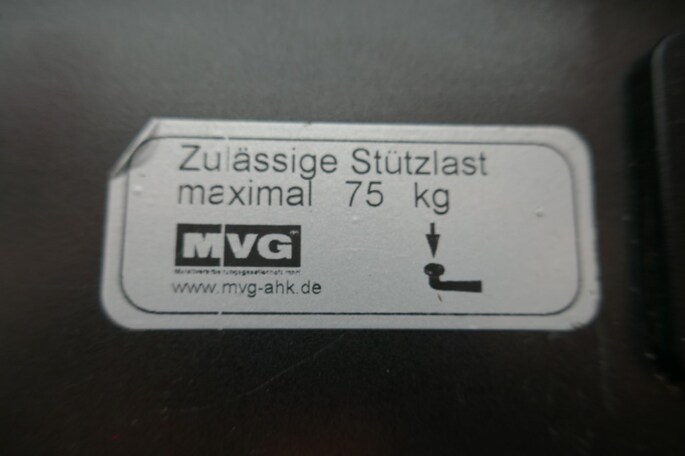 Zulässige Stützlast
maximal 75 kg
MVG
www.mvg-ahk.de